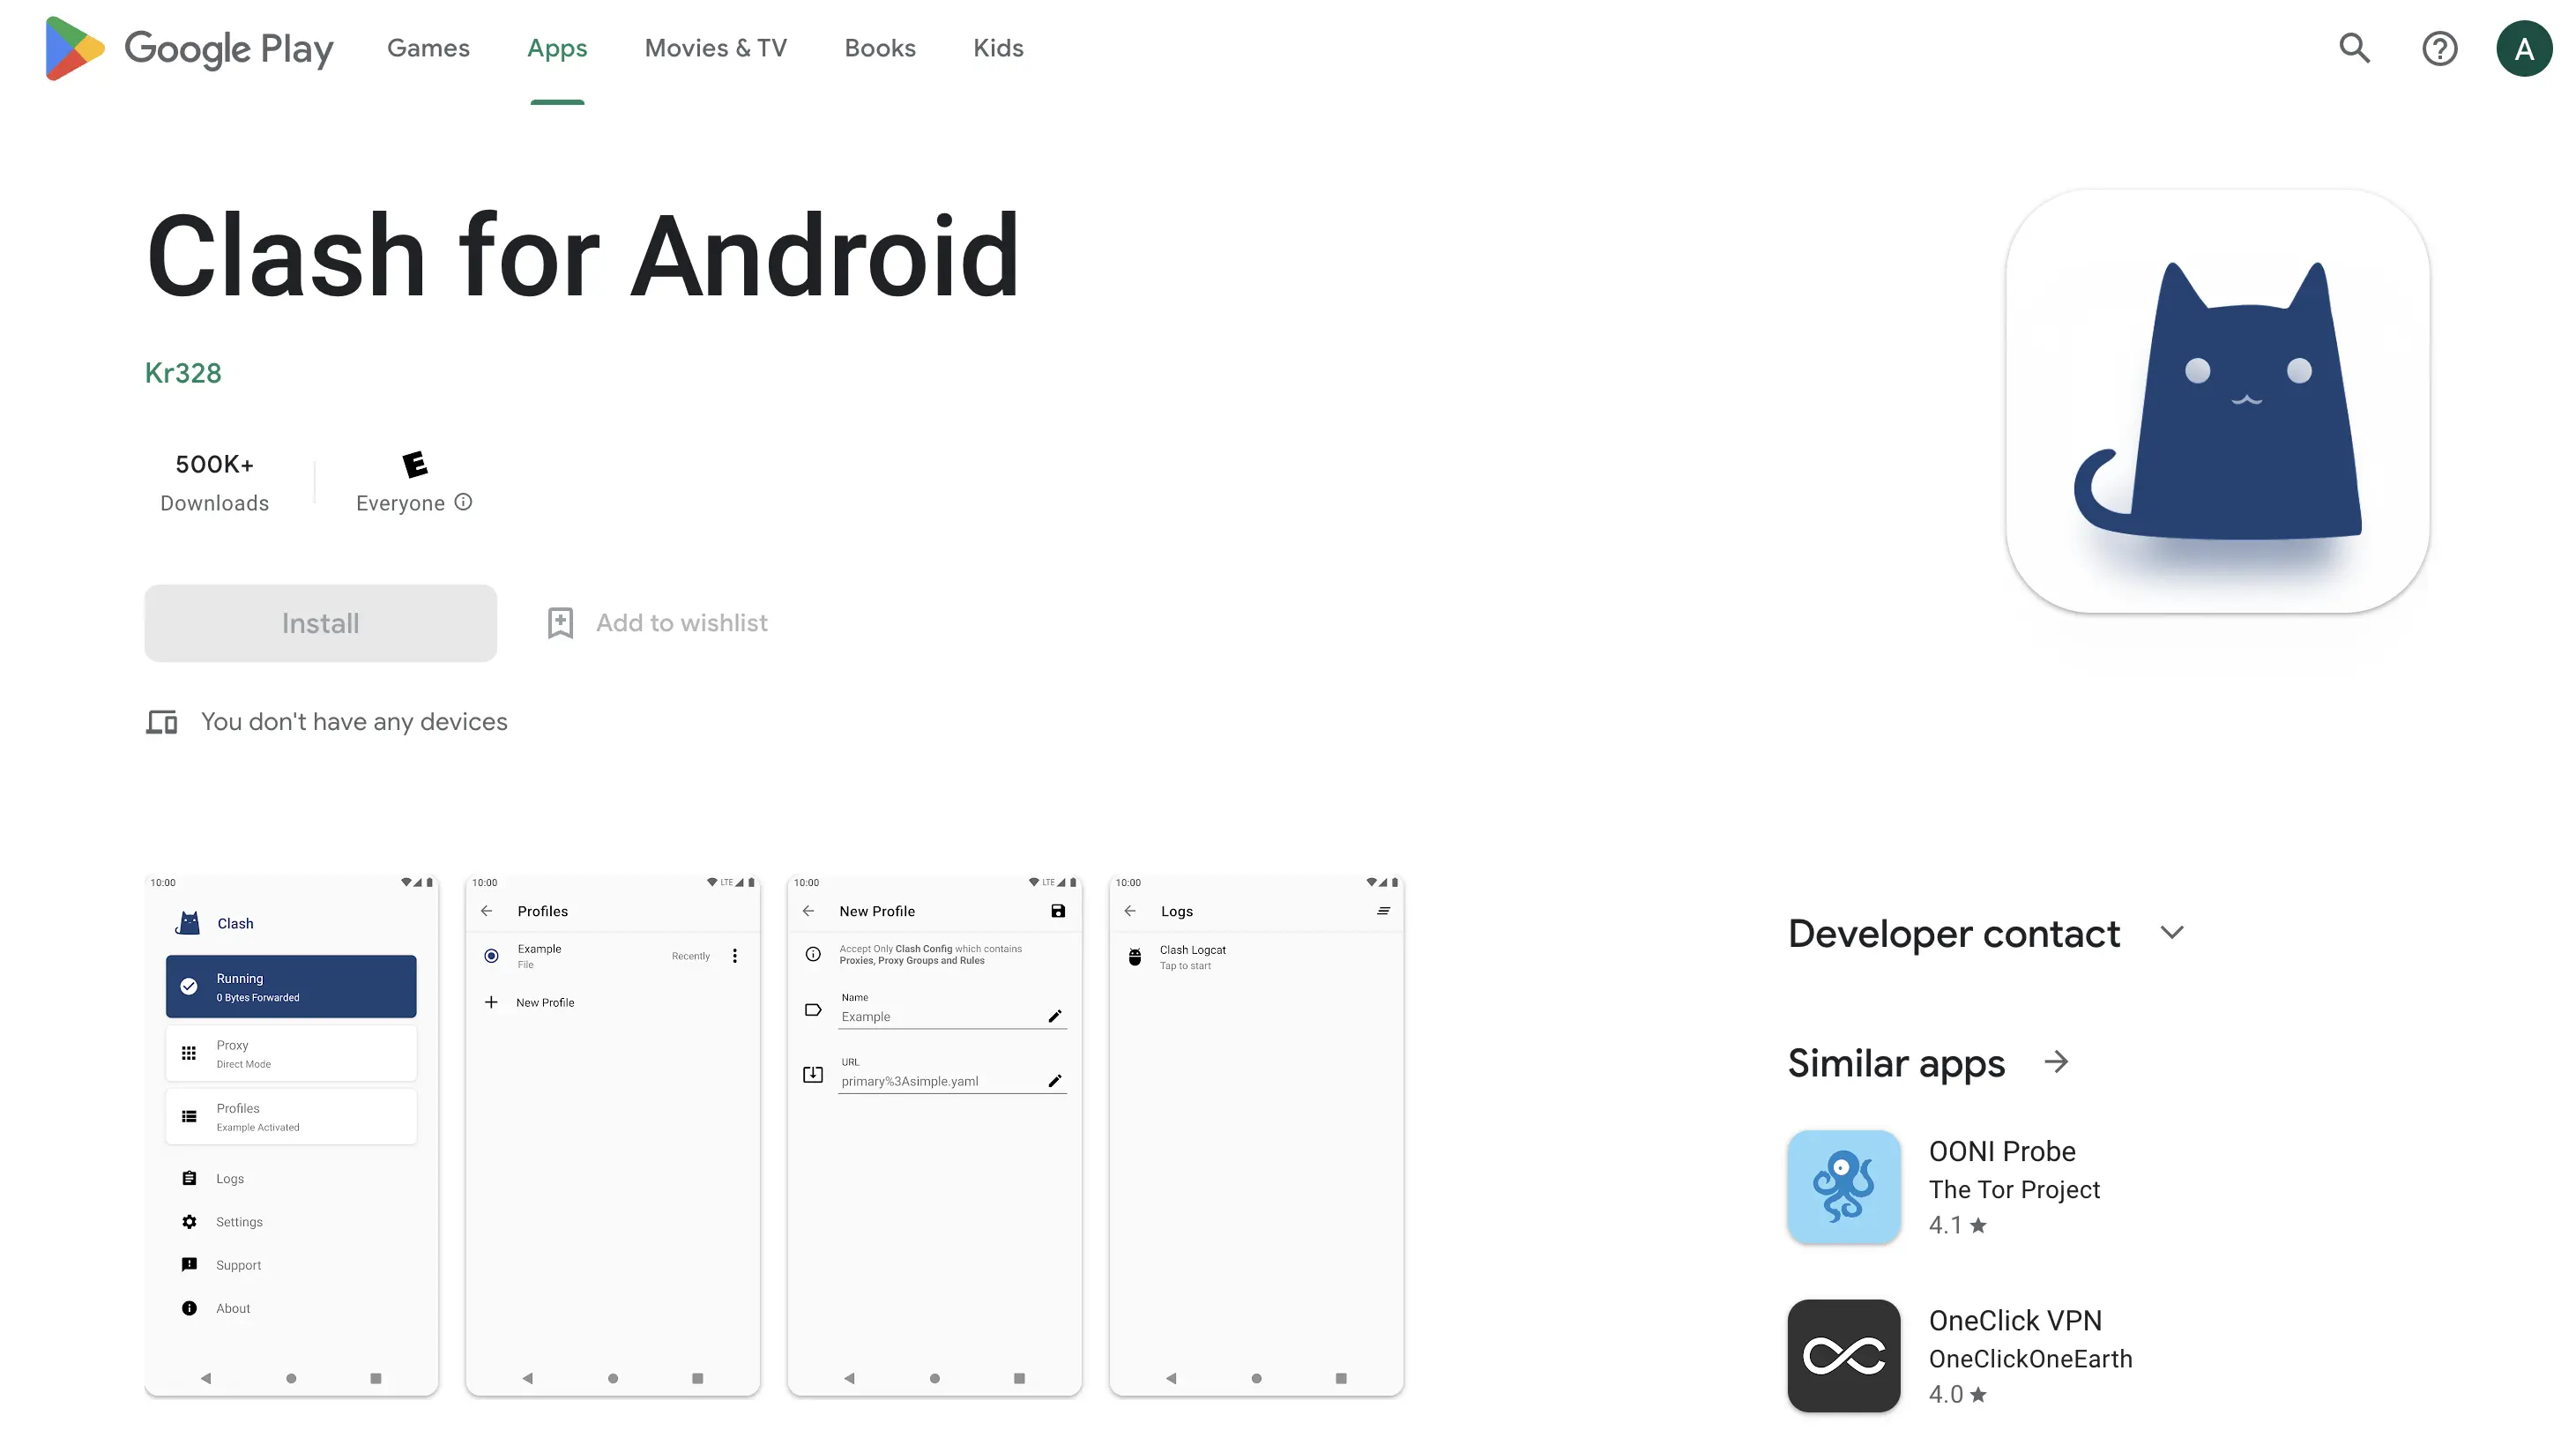 Google Play
Games
Apps
Movies & TV
Books
Kids
A
Clash for Android
Kr328
500K+
Downloads
E
Everyone
Install
Add to wishlist
You don't have any devices
10:00
Clash
Running
0 Bytes Forwarded
Proxy
Direct Mode
Profiles
Example Activated
Logs
Settings
Support
About
10:00
LTE
Profiles
Example
File
Recently
New Profile
10:00
LTE
New Profile
Accept Only Clash Config which contains
Proxies, Proxy Groups and Rules
Name
Example
URL
primary%3Asimple.yaml
10:00
Logs
Clash Logcat
Tap to start
Developer contact
Similar apps
OONI Probe
The Tor Project
4.1
OneClick VPN
OneClickOneEarth
4.0